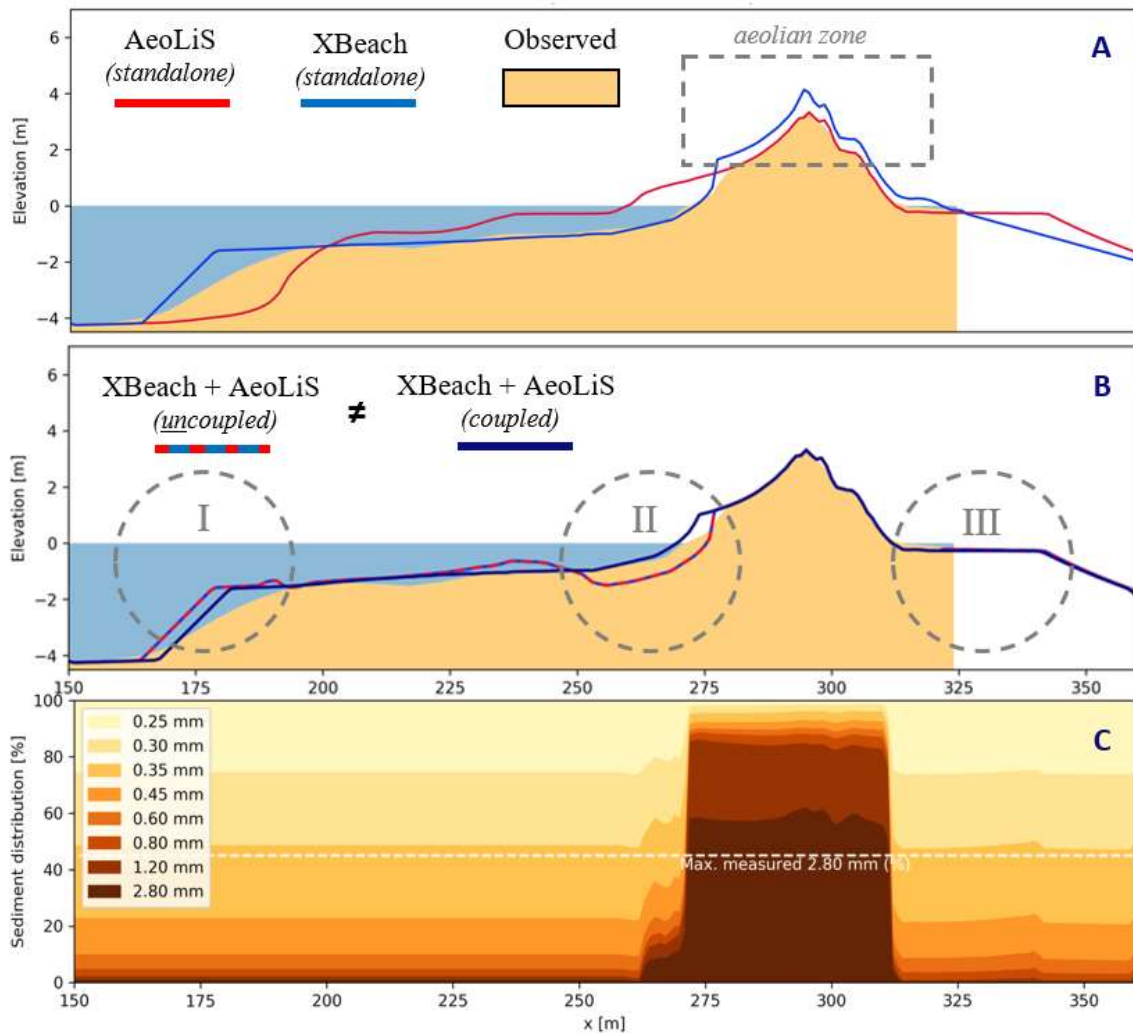 A
AeoLiS
(standalone)
XBeach
(standalone)
Observed
aeolian zone
Elevation [m]
6
4
2
0
−2
−4
B
XBeach + AeoLiS
(uncoupled)
≠
XBeach + AeoLiS
(coupled)
I
II
III
Elevation [m]
6
4
2
0
−2
−4
150
175
200
225
250
275
300
325
350
C
0.25 mm
0.30 mm
0.35 mm
0.45 mm
0.60 mm
0.80 mm
1.20 mm
2.80 mm
Max. measured 2.80 mm (%)
Sediment distribution [%]
100
80
60
40
20
0
150
175
200
225
250
275
300
325
350
x [m]